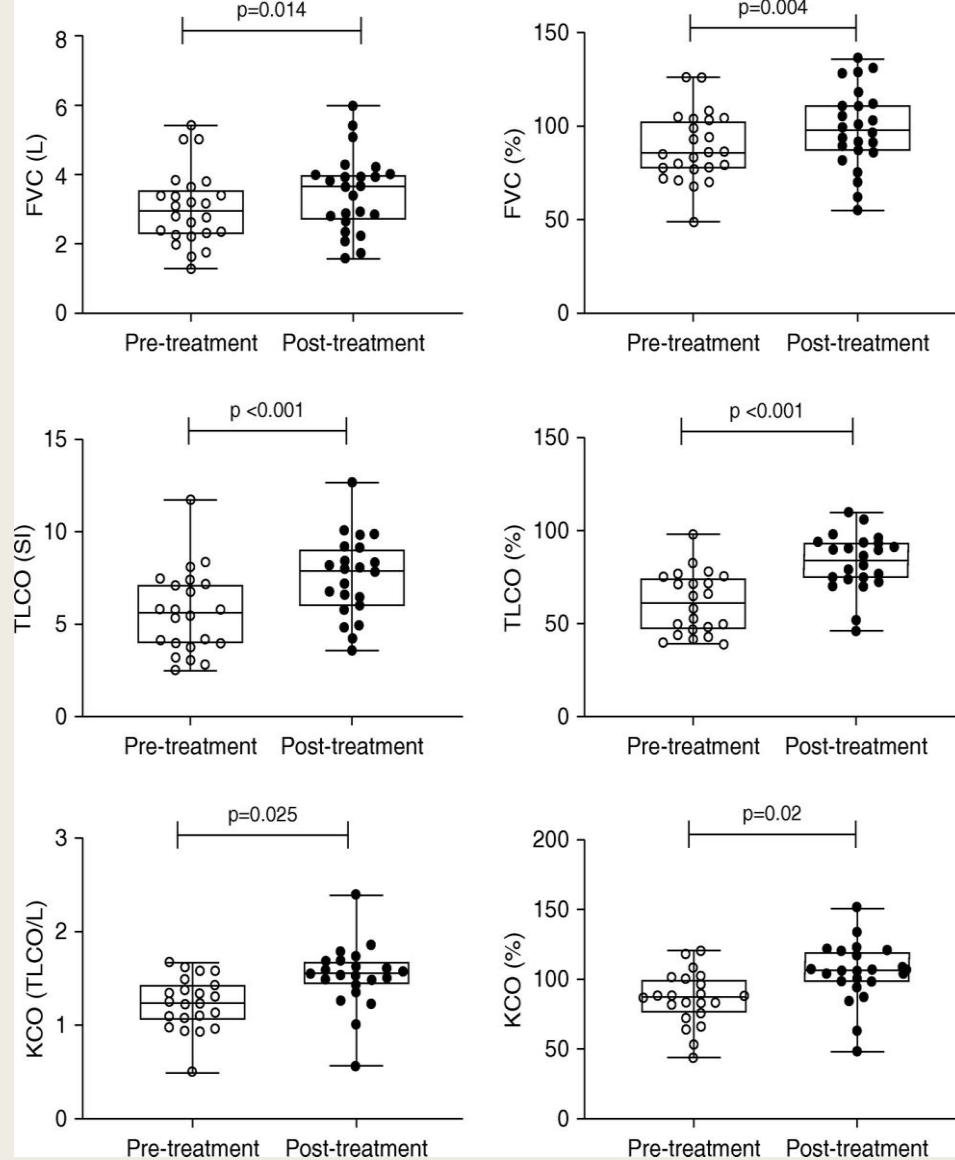 p=0.014
FVC (L)
8
6
4
2
0
Pre-treatment Post-treatment
p=0.004
FVC (%)
150
100
50
0
Pre-treatment Post-treatment
p <0.001
TLCO (SI)
15
10
5
0
Pre-treatment Post-treatment
p <0.001
TLCO (%)
150
100
50
0
Pre-treatment Post-treatment
p=0.025
KCO (TLCO/L)
3
2
1
0
Pre-treatment Post-treatment
p=0.02
KCO (%)
200
150
100
50
0
Pre-treatment Post-treatment